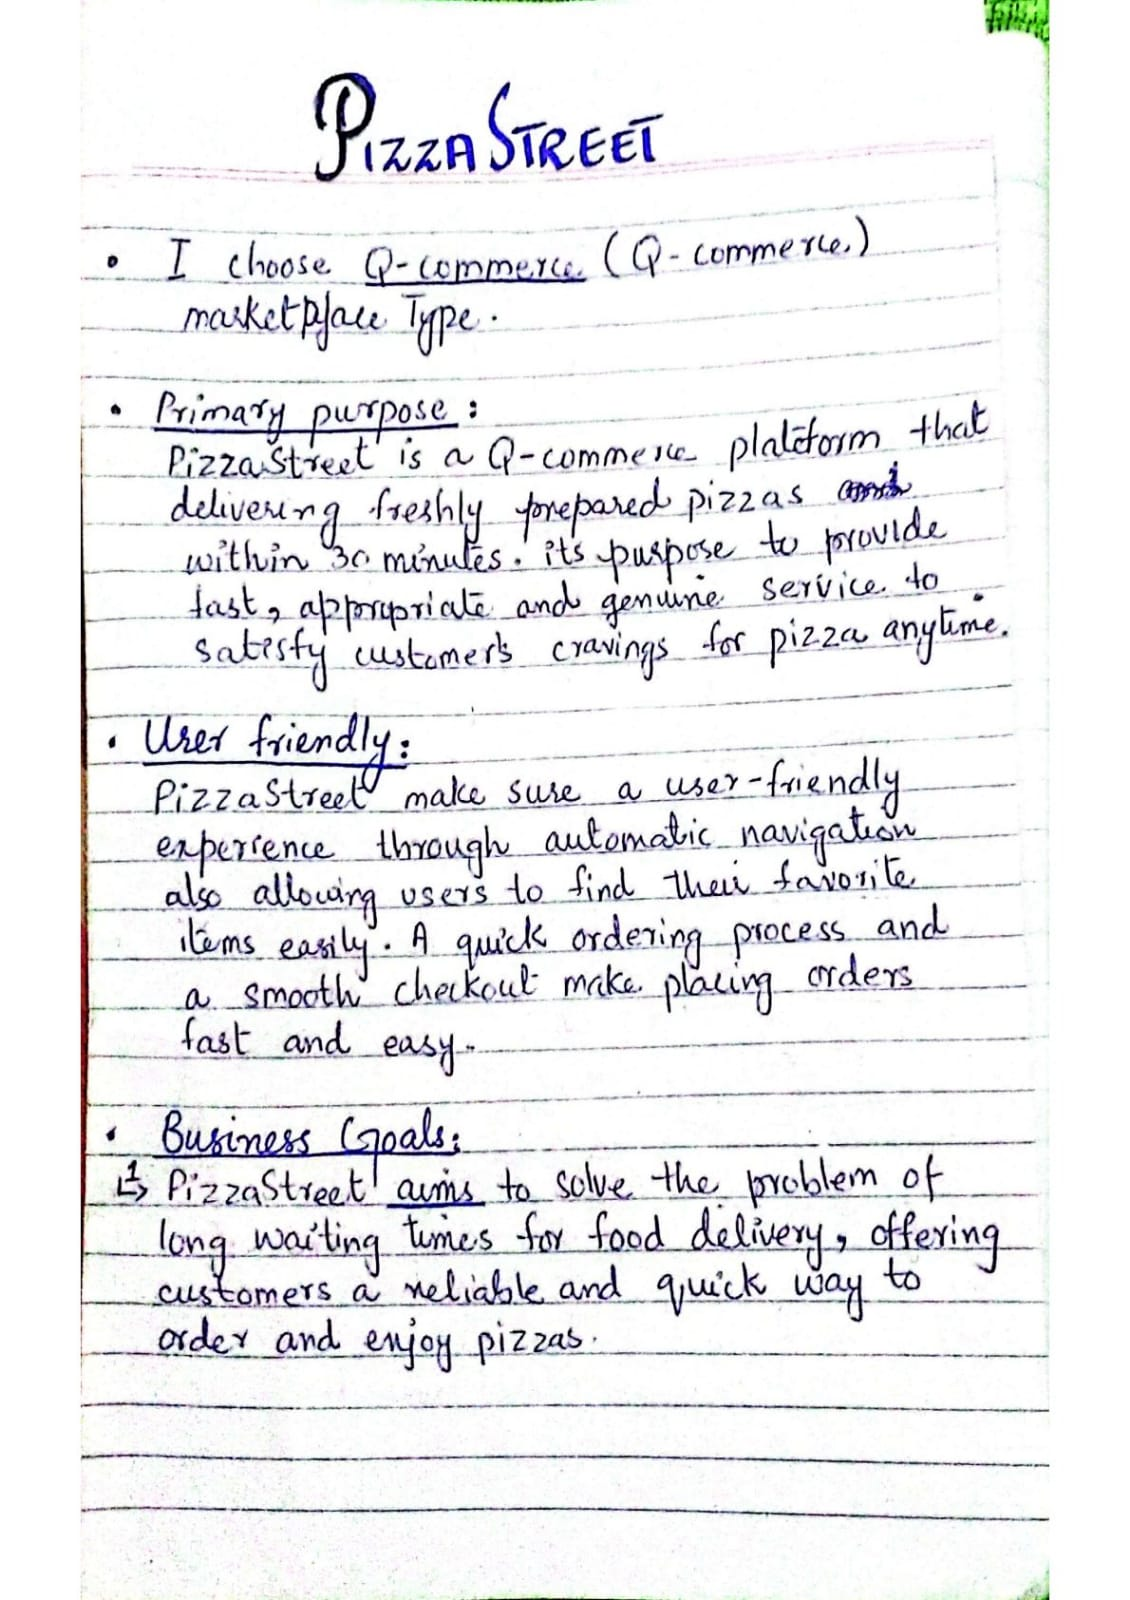 PIZZA STREET
• I choose Q-commerce (Q-commerce)
marketplace Type.
• Primary purpose:
PizzaStreet is a Q-commerce platform that
delivering freshly prepared pizzas
within 30 minutes. its purpose to provide
fast, appropriate and genuine service to
satisfy customer's cravings for pizza anytime.
• User friendly:
PizzaStreet make sure a user-friendly
experience through automatic navigation
also allowing users to find their favorite
items easily. A quick ordering process and
a smooth checkout make placing orders
fast and easy.
• Business Goals:
1 ↳ PizzaStreet aims to solve the problem of
long waiting times for food delivery, offering
customers a reliable and quick way to
order and enjoy pizzas.